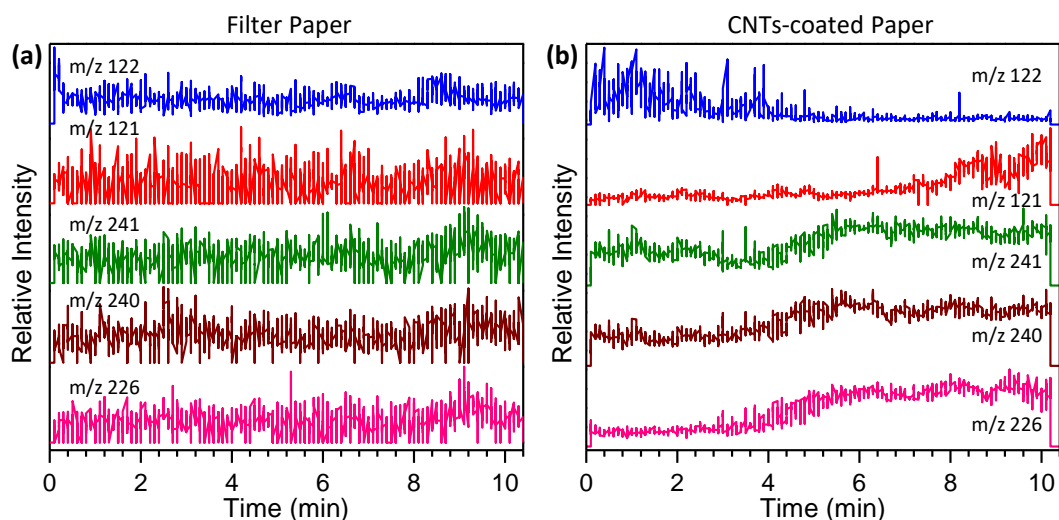 Filter Paper
(a)
m/z 122
m/z 121
m/z 241
m/z 240
m/z 226
Relative Intensity
0 2 4 6 8 10
Time (min)
CNTs-coated Paper
(b)
m/z 122
m/z 121
m/z 241
m/z 240
m/z 226
Relative Intensity
0 2 4 6 8 10
Time (min)